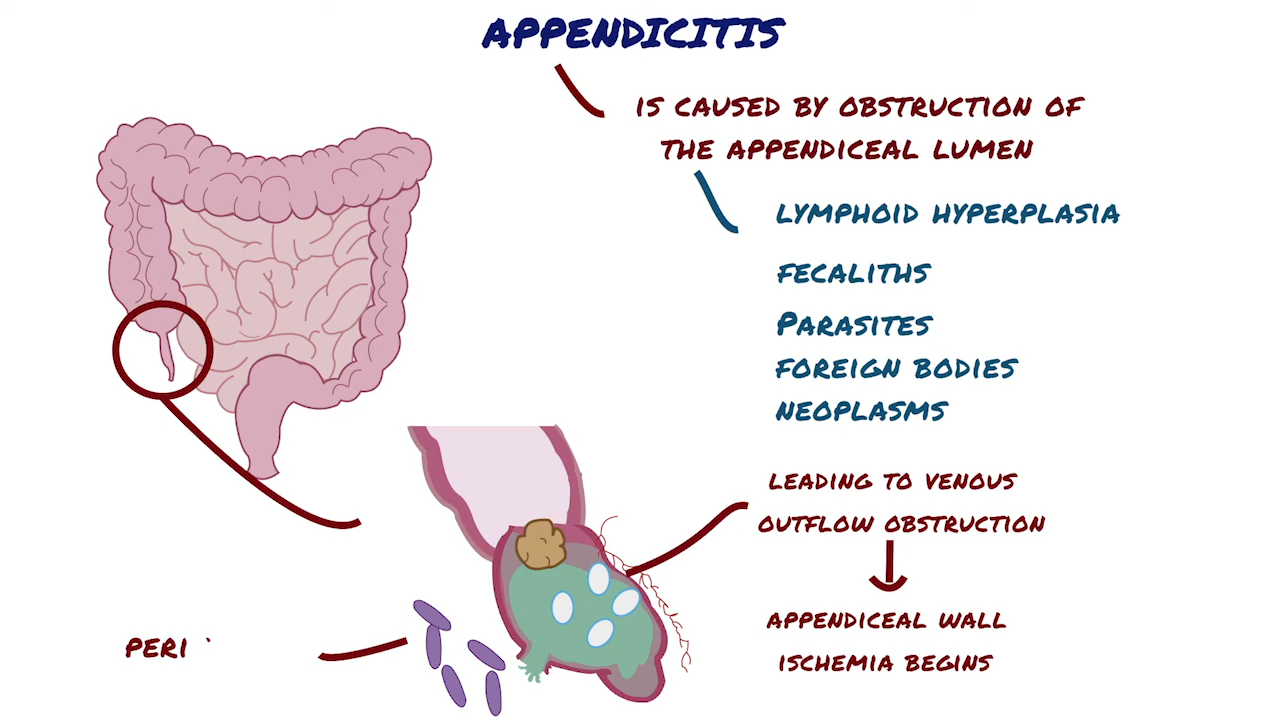 APPENDICITIS
IS CAUSED BY OBSTRUCTION OF
THE APPENDICEAL LUMEN
LYMPHOID HYPERPLASIA
FECALITHS
PARASITES
FOREIGN BODIES
NEOPLASMS
LEADING TO VENOUS
OUTFLOW OBSTRUCTION
APPENDICEAL WALL
ISCHEMIA BEGINS
PERI